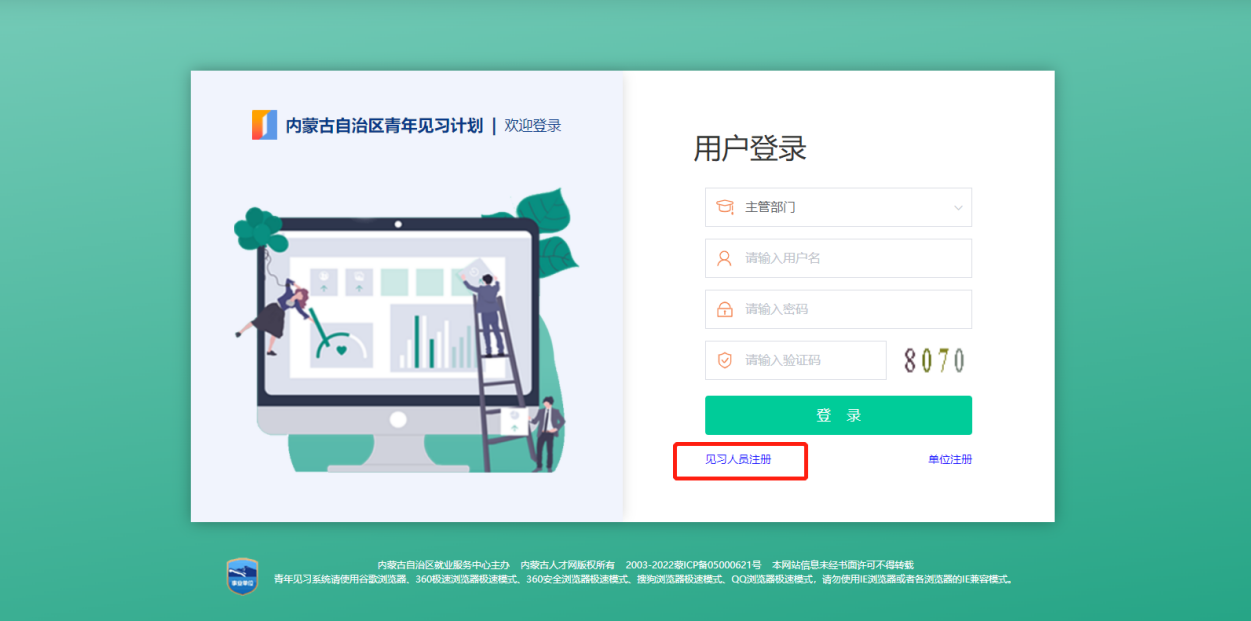 内蒙古自治区青年见习计划 | 欢迎登录
用户登录
主管部门
请输入用户名
请输入密码
请输入验证码
8070
登 录
见习人员注册
单位注册
内蒙古自治区就业服务中心主办 内蒙古人才网版权所有 2003-2022蒙ICP备05000621号 本网站信息未经书面许可不得转载
青年见习系统请使用谷歌浏览器、360极速浏览器极速模式、360安全浏览器极速模式、搜狗浏览器极速模式、QQ浏览器极速模式，请勿使用IE浏览器或者各浏览器的IE兼容模式。
事业单位